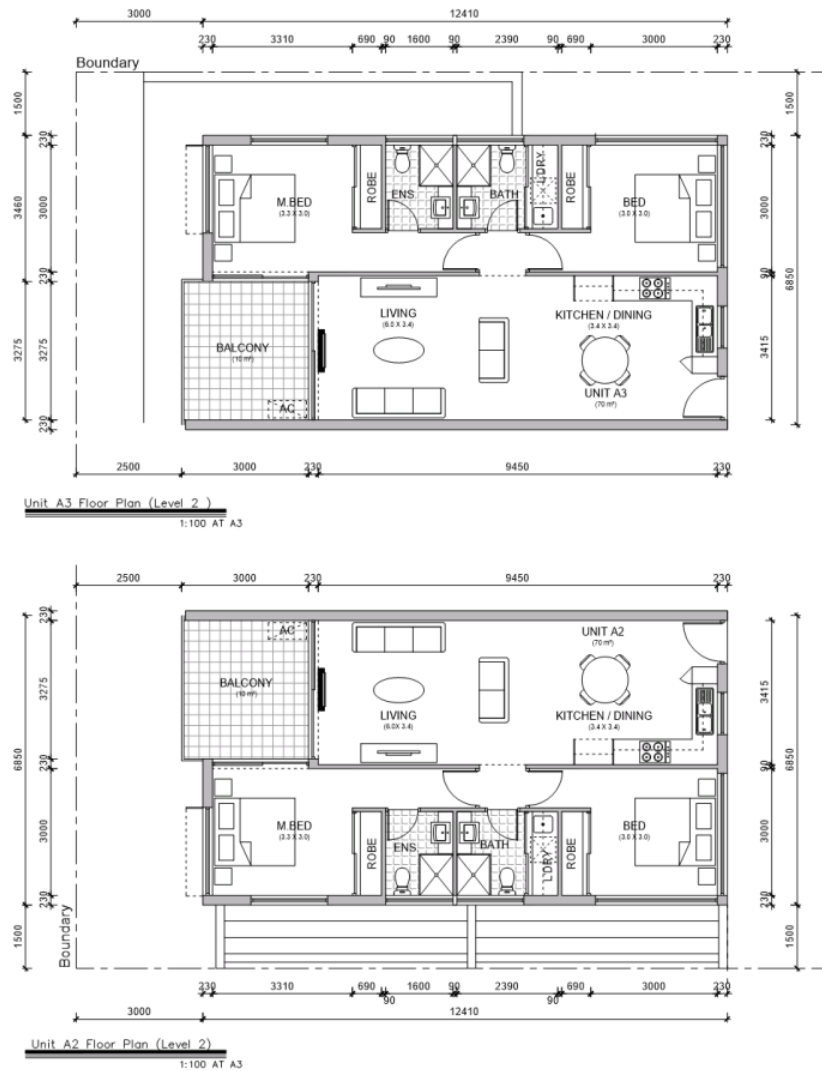 3000 12410
230 3310 690 90 1600 90 2390 90 690 3000 230
Boundary
1500
1500
230
230
3460
3000
3000
M.BED
(3.3 X 3.0)
ROBE
ENS
BATH
LDRY
ROBE
BED
(3.0 X 3.0)
230
90
6850
LIVING
(6.0 X 3.4)
KITCHEN / DINING
(3.4 X 3.4)
3275
3275
BALCONY
(10 m²)
3415
UNIT A3
(70 m²)
AC
230
230
2500 3000 230 9450 230
Unit A3 Floor Plan (Level 2 )
1:100 AT A3
2500 3000 230 9450 230
230
AC
UNIT A2
(70 m²)
3275
BALCONY
(10 m²)
3415
LIVING
(6.0X 3.4)
KITCHEN / DINING
(3.4 X 3.4)
6850
230
90
6850
3000
M.BED
(3.3 X 3.0)
ROBE
ENS
BATH
LDRY
ROBE
BED
(3.0 X 3.0)
3000
230
230
1500
Boundary
1500
230 3310 690 90 1600 90 2390 90 690 3000 230
3000 12410
Unit A2 Floor Plan (Level 2)
1:100 AT A3